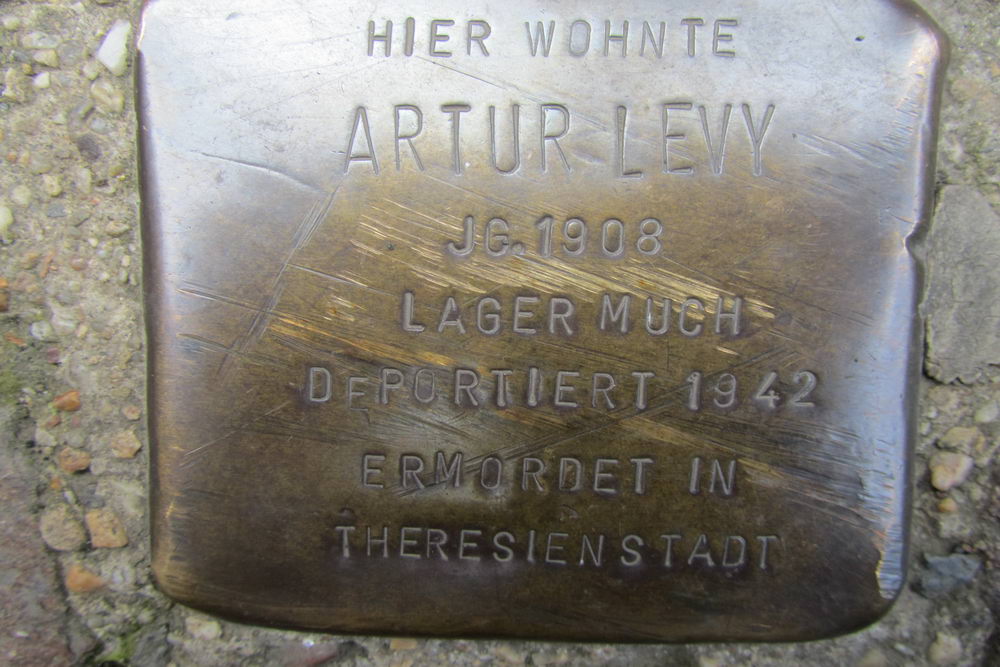 HIER WOHNTE
ARTUR LEVY
JG. 1908
LAGER MUCH
DEPORTIERT 1942
ERMORDET IN
THERESIENSTADT